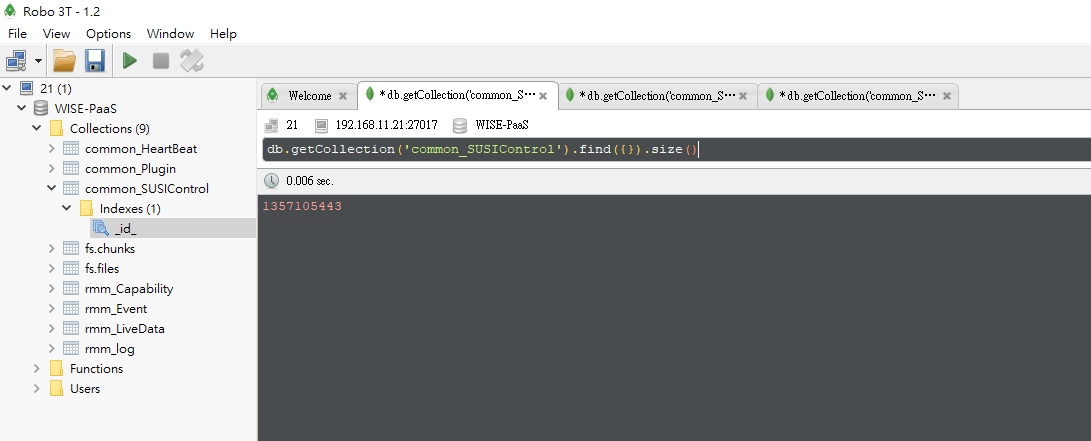 Robo 3T - 1.2
File View Options Window Help
21 (1)
WISE-PaaS
Collections (9)
common_HeartBeat
common_Plugin
common_SUSIControl
Indexes (1)
_id_
fs.chunks
fs.files
rmm_Capability
rmm_Event
rmm_LiveData
rmm_log
Functions
Users
Welcome * db.getCollection('common_S⋯ * db.getCollection('common_S⋯ * db.getCollection('common_S⋯
21 192.168.11.21:27017 WISE-PaaS
db.getCollection('common_SUSIControl').find({}).size()
0.006 sec.
1357105443